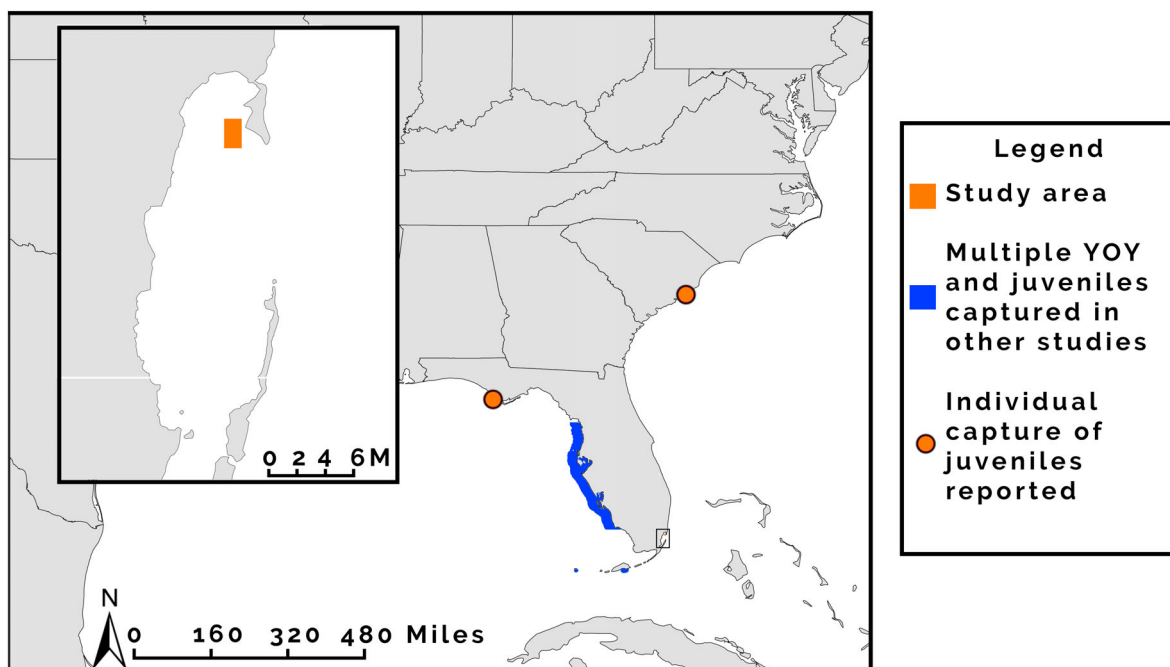 0 2 4 6M
N
0 160 320 480 Miles
Legend
Study area
Multiple YOY
and juveniles
captured in
other studies
Individual
capture of
juveniles
reported